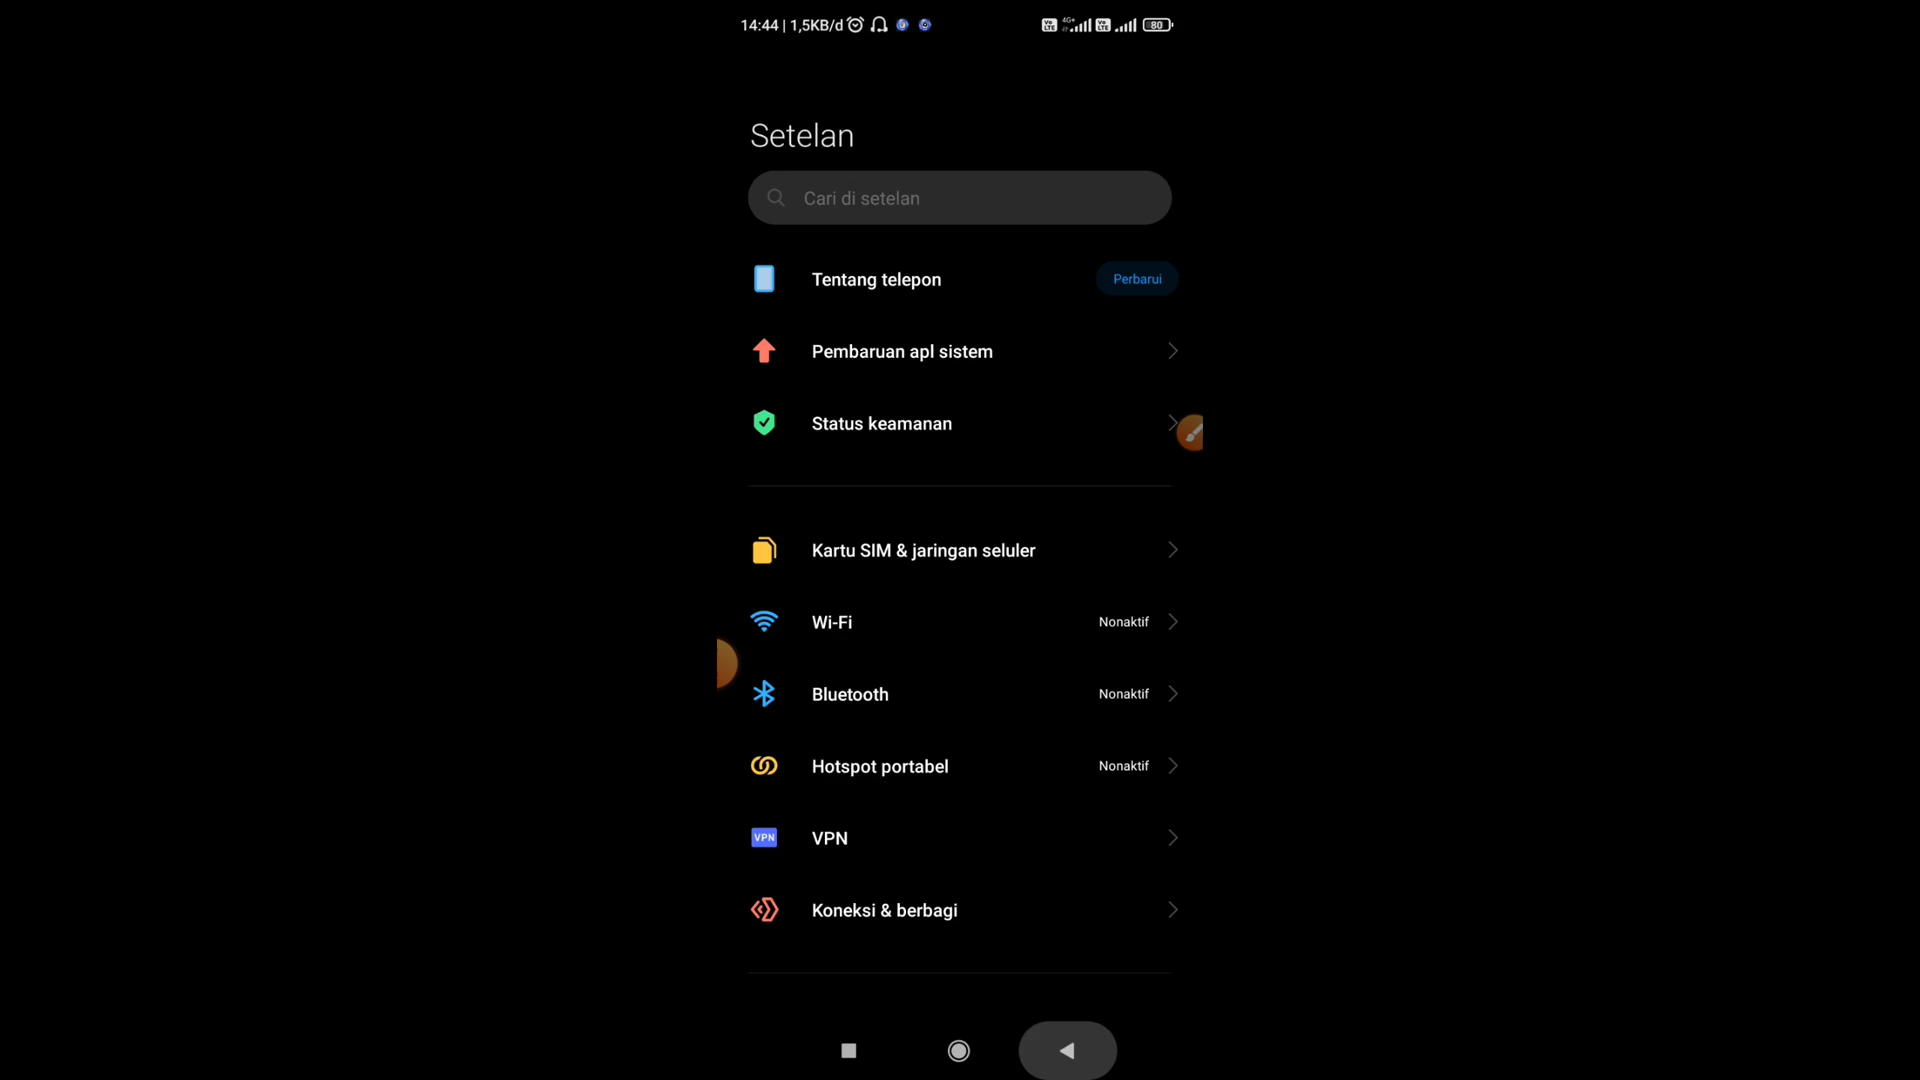 14:44 | 1,5KB/d 4G+ 80
Setelan
Cari di setelan
Tentang telepon Perbarui
Pembaruan apl sistem
Status keamanan
Kartu SIM & jaringan seluler
Wi-Fi Nonaktif
Bluetooth Nonaktif
Hotspot portabel Nonaktif
VPN VPN
Koneksi & berbagi